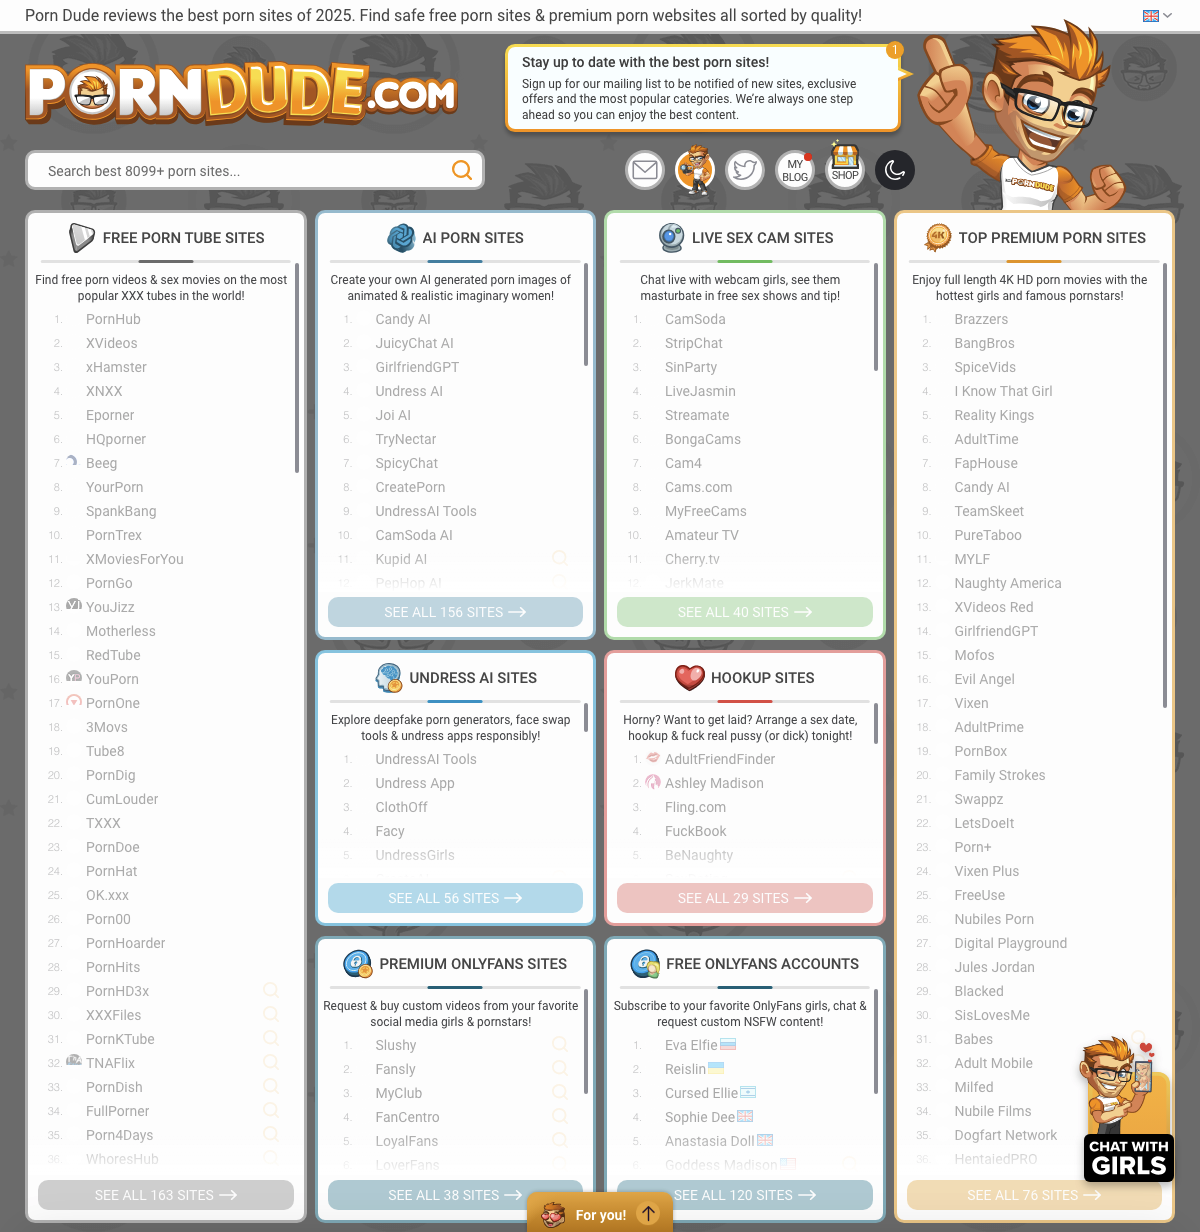 Porn Dude reviews the best porn sites of 2025. Find safe free porn sites & premium porn websites all sorted by quality!
PORNDUDE.COM
Stay up to date with the best porn sites!
1
Sign up for our mailing list to be notified of new sites, exclusive
offers and the most popular categories. We're always one step
ahead so you can enjoy the best content.
Search best 8099+ porn sites...
MY
BLOG
SHOP
PORNDUDE
FREE PORN TUBE SITES
Find free porn videos & sex movies on the most
popular XXX tubes in the world!
1. PornHub
2. XVideos
3. xHamster
4. XNXX
5. Eporner
6. HQporner
7. Beeg
8. YourPorn
9. SpankBang
10. PornTrex
11. XMoviesForYou
12. PornGo
13. YouJizz
14. Motherless
15. RedTube
16. YouPorn
17. PornOne
18. 3Movs
19. Tube8
20. PornDig
21. CumLouder
22. TXXX
23. PornDoe
24. PornHat
25. OK.xxx
26. Porn00
27. PornHoarder
28. PornHits
29. PornHD3x
30. XXXFiles
31. PornKTube
32. TNAFlix
33. PornDish
34. FullPorner
35. Porn4Days
36. WhoresHub
SEE ALL 163 SITES
AI PORN SITES
Create your own AI generated porn images of
animated & realistic imaginary women!
1. Candy AI
2. JuicyChat AI
3. GirlfriendGPT
4. Undress AI
5. Joi AI
6. TryNectar
7. SpicyChat
8. CreatePorn
9. UndressAI Tools
10. CamSoda AI
11. Kupid AI
12. PepHop AI
SEE ALL 156 SITES
UNDRESS AI SITES
Explore deepfake porn generators, face swap
tools & undress apps responsibly!
1. UndressAI Tools
2. Undress App
3. ClothOff
4. Facy
5. UndressGirls
SEE ALL 56 SITES
PREMIUM ONLYFANS SITES
Request & buy custom videos from your favorite
social media girls & pornstars!
1. Slushy
2. Fansly
3. MyClub
4. FanCentro
5. LoyalFans
6. LoverFans
SEE ALL 38 SITES
LIVE SEX CAM SITES
Chat live with webcam girls, see them
masturbate in free sex shows and tip!
1. CamSoda
2. StripChat
3. SinParty
4. LiveJasmin
5. Streamate
6. BongaCams
7. Cam4
8. Cams.com
9. MyFreeCams
10. Amateur TV
11. Cherry.tv
12. JerkMate
SEE ALL 40 SITES
HOOKUP SITES
Horny? Want to get laid? Arrange a sex date,
hookup & fuck real pussy (or dick) tonight!
1. AdultFriendFinder
2. Ashley Madison
3. Fling.com
4. FuckBook
5. BeNaughty
SEE ALL 29 SITES
FREE ONLYFANS ACCOUNTS
Subscribe to your favorite OnlyFans girls, chat &
request custom NSFW content!
1. Eva Elfie
2. Reislin
3. Cursed Ellie
4. Sophie Dee
5. Anastasia Doll
6. Goddess Madison
SEE ALL 120 SITES
4K
TOP PREMIUM PORN SITES
Enjoy full length 4K HD porn movies with the
hottest girls and famous pornstars!
1. Brazzers
2. BangBros
3. SpiceVids
4. I Know That Girl
5. Reality Kings
6. AdultTime
7. FapHouse
8. Candy AI
9. TeamSkeet
10. PureTaboo
11. MYLF
12. Naughty America
13. XVideos Red
14. GirlfriendGPT
15. Mofos
16. Evil Angel
17. Vixen
18. AdultPrime
19. PornBox
20. Family Strokes
21. Swappz
22. LetsDoeIt
23. Porn+
24. Vixen Plus
25. FreeUse
26. Nubiles Porn
27. Digital Playground
28. Jules Jordan
29. Blacked
30. SisLovesMe
31. Babes
32. Adult Mobile
33. Milfed
34. Nubile Films
35. Dogfart Network
36. HentaiedPRO
SEE ALL 76 SITES
CHAT WITH
GIRLS
For you!